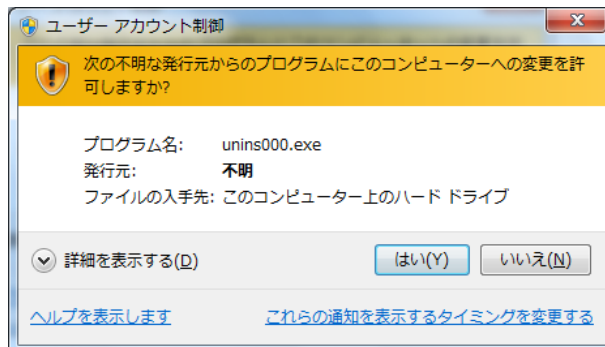 ユーザー アカウント制御
次の不明な発行元からのプログラムにこのコンピューターへの変更を許
可しますか?
プログラム名: unins000.exe
発行元: 不明
ファイルの入手先: このコンピューター上のハード ドライブ
詳細を表示する(D) はい(Y) いいえ(N)
ヘルプを表示します これらの通知を表示するタイミングを変更する